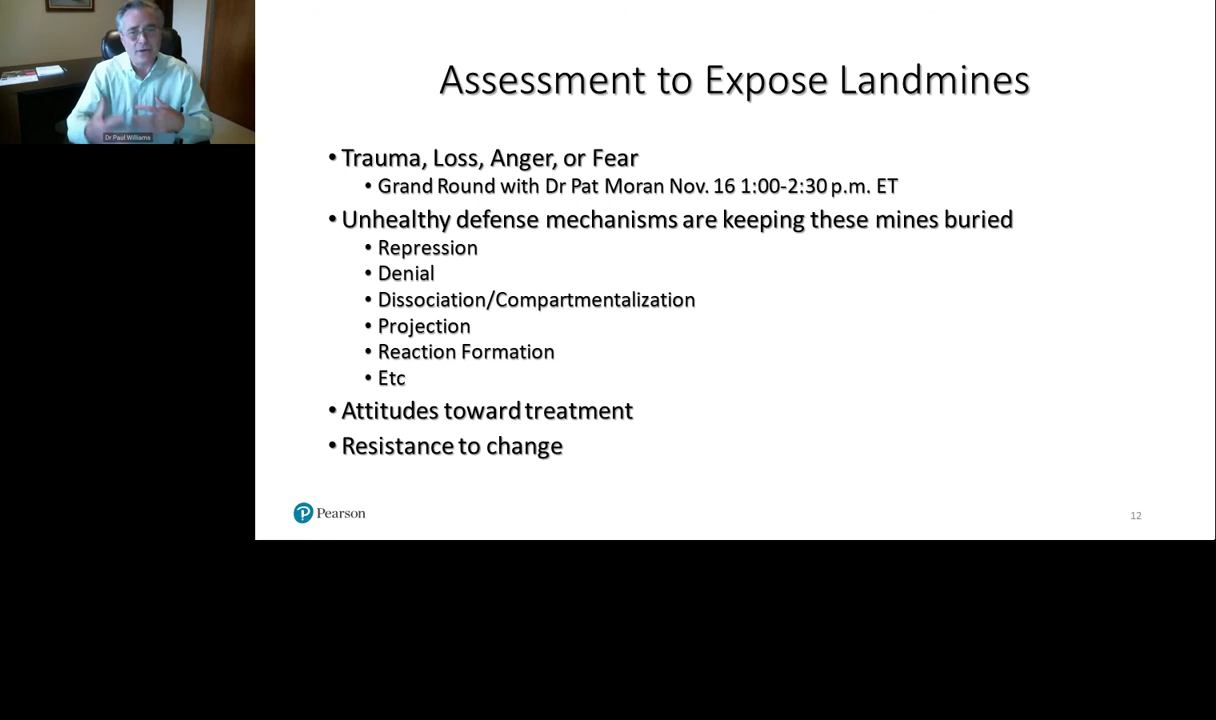 Dr Paul Williams
Assessment to Expose Landmines
• Trauma, Loss, Anger, or Fear
• Grand Round with Dr Pat Moran Nov. 16 1:00-2:30 p.m. ET
• Unhealthy defense mechanisms are keeping these mines buried
• Repression
• Denial
• Dissociation/Compartmentalization
• Projection
• Reaction Formation
• Etc
• Attitudes toward treatment
• Resistance to change
Pearson
12